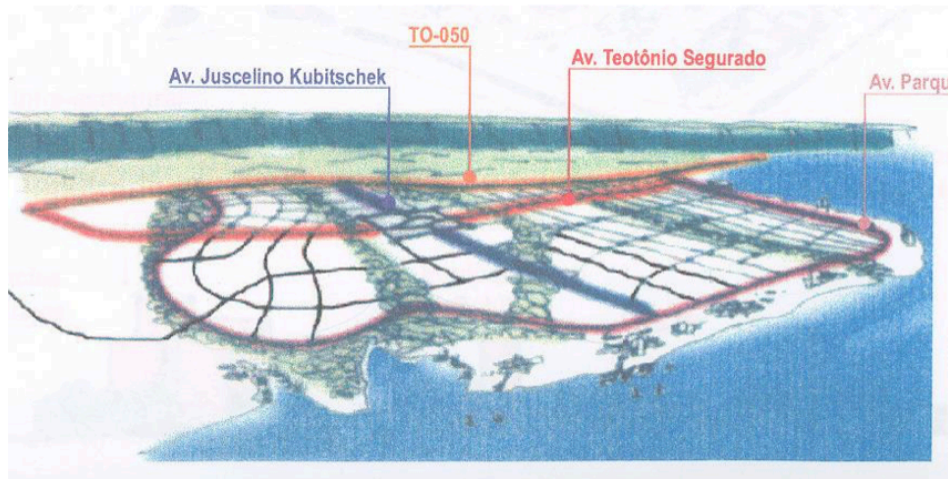 TO-050
Av. Teotônio Segurado
Av. Juscelino Kubitschek
Av. Parqu